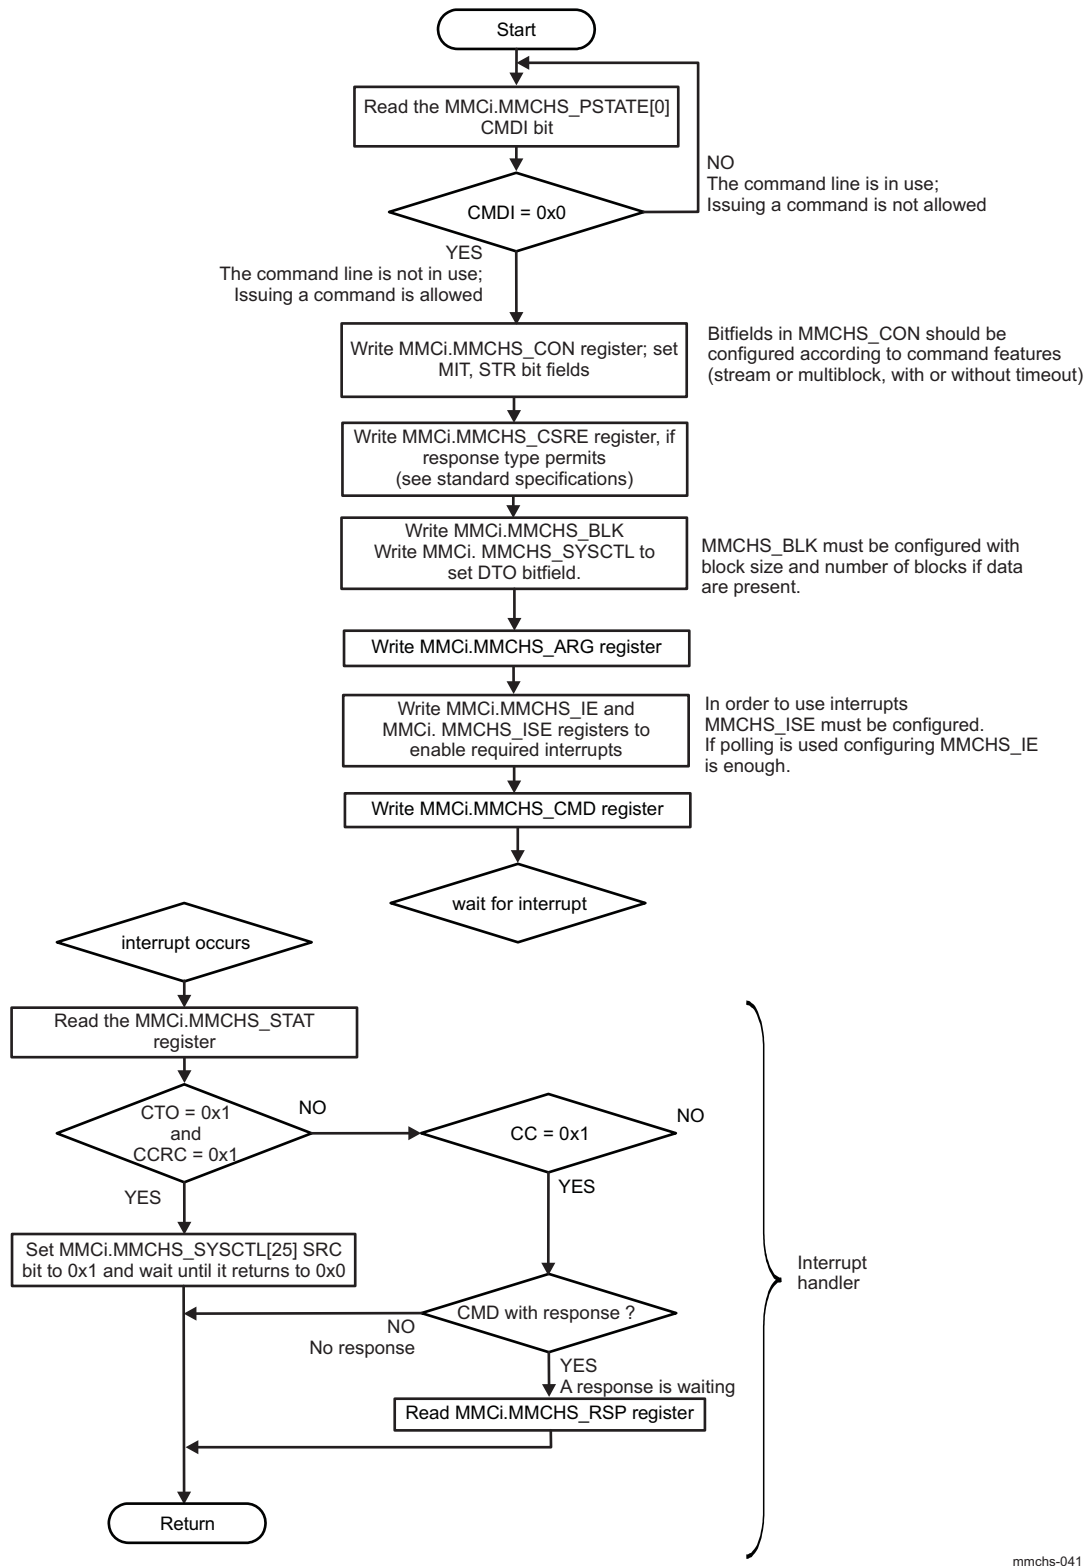 Start
Read the MMCi.MMCHS_PSTATE[0]
CMDI bit
NO
The command line is in use;
Issuing a command is not allowed
CMDI = 0x0
YES
The command line is not in use;
Issuing a command is allowed
Write MMCi.MMCHS_CON register; set
MIT, STR bit fields
Bitfields in MMCHS_CON should be
configured according to command features
(stream or multiblock, with or without timeout)
Write MMCi.MMCHS_CSRE register, if
response type permits
(see standard specifications)
Write MMCi.MMCHS_BLK
Write MMCi. MMCHS_SYSCTL to
set DTO bitfield.
MMCHS_BLK must be configured with
block size and number of blocks if data
are present.
Write MMCi.MMCHS_ARG register
Write MMCi.MMCHS_IE and
MMCi. MMCHS_ISE registers to
enable required interrupts
In order to use interrupts
MMCHS_ISE must be configured.
If polling is used configuring MMCHS_IE
is enough.
Write MMCi.MMCHS_CMD register
wait for interrupt
interrupt occurs
Read the MMCi.MMCHS_STAT
register
CTO = 0x1
and
CCRC = 0x1
NO
CC = 0x1
NO
YES
YES
Set MMCi.MMCHS_SYSCTL[25] SRC
bit to 0x1 and wait until it returns to 0x0
Interrupt
handler
CMD with response ?
NO
No response
YES
A response is waiting
Read MMCi.MMCHS_RSP register
Return
mmchs-041